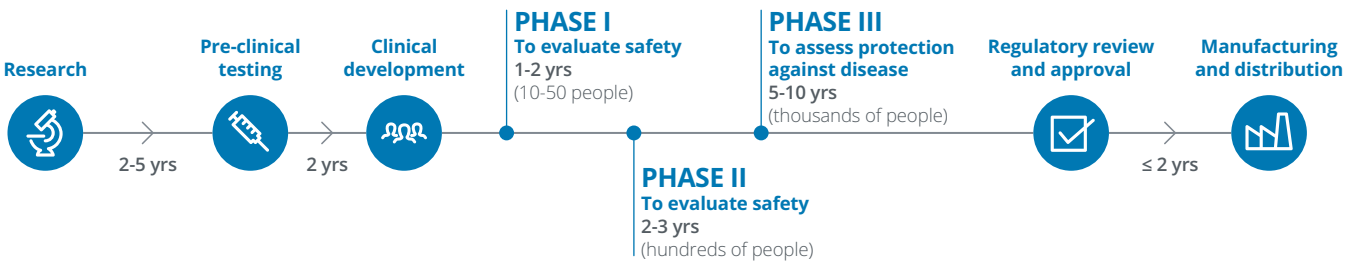 Research
2-5 yrs
Pre-clinical
testing
2 yrs
Clinical
development
PHASE I
To evaluate safety
1-2 yrs
(10-50 people)
PHASE II
To evaluate safety
2-3 yrs
(hundreds of people)
PHASE III
To assess protection
against disease
5-10 yrs
(thousands of people)
Regulatory review
and approval
≤ 2 yrs
Manufacturing
and distribution